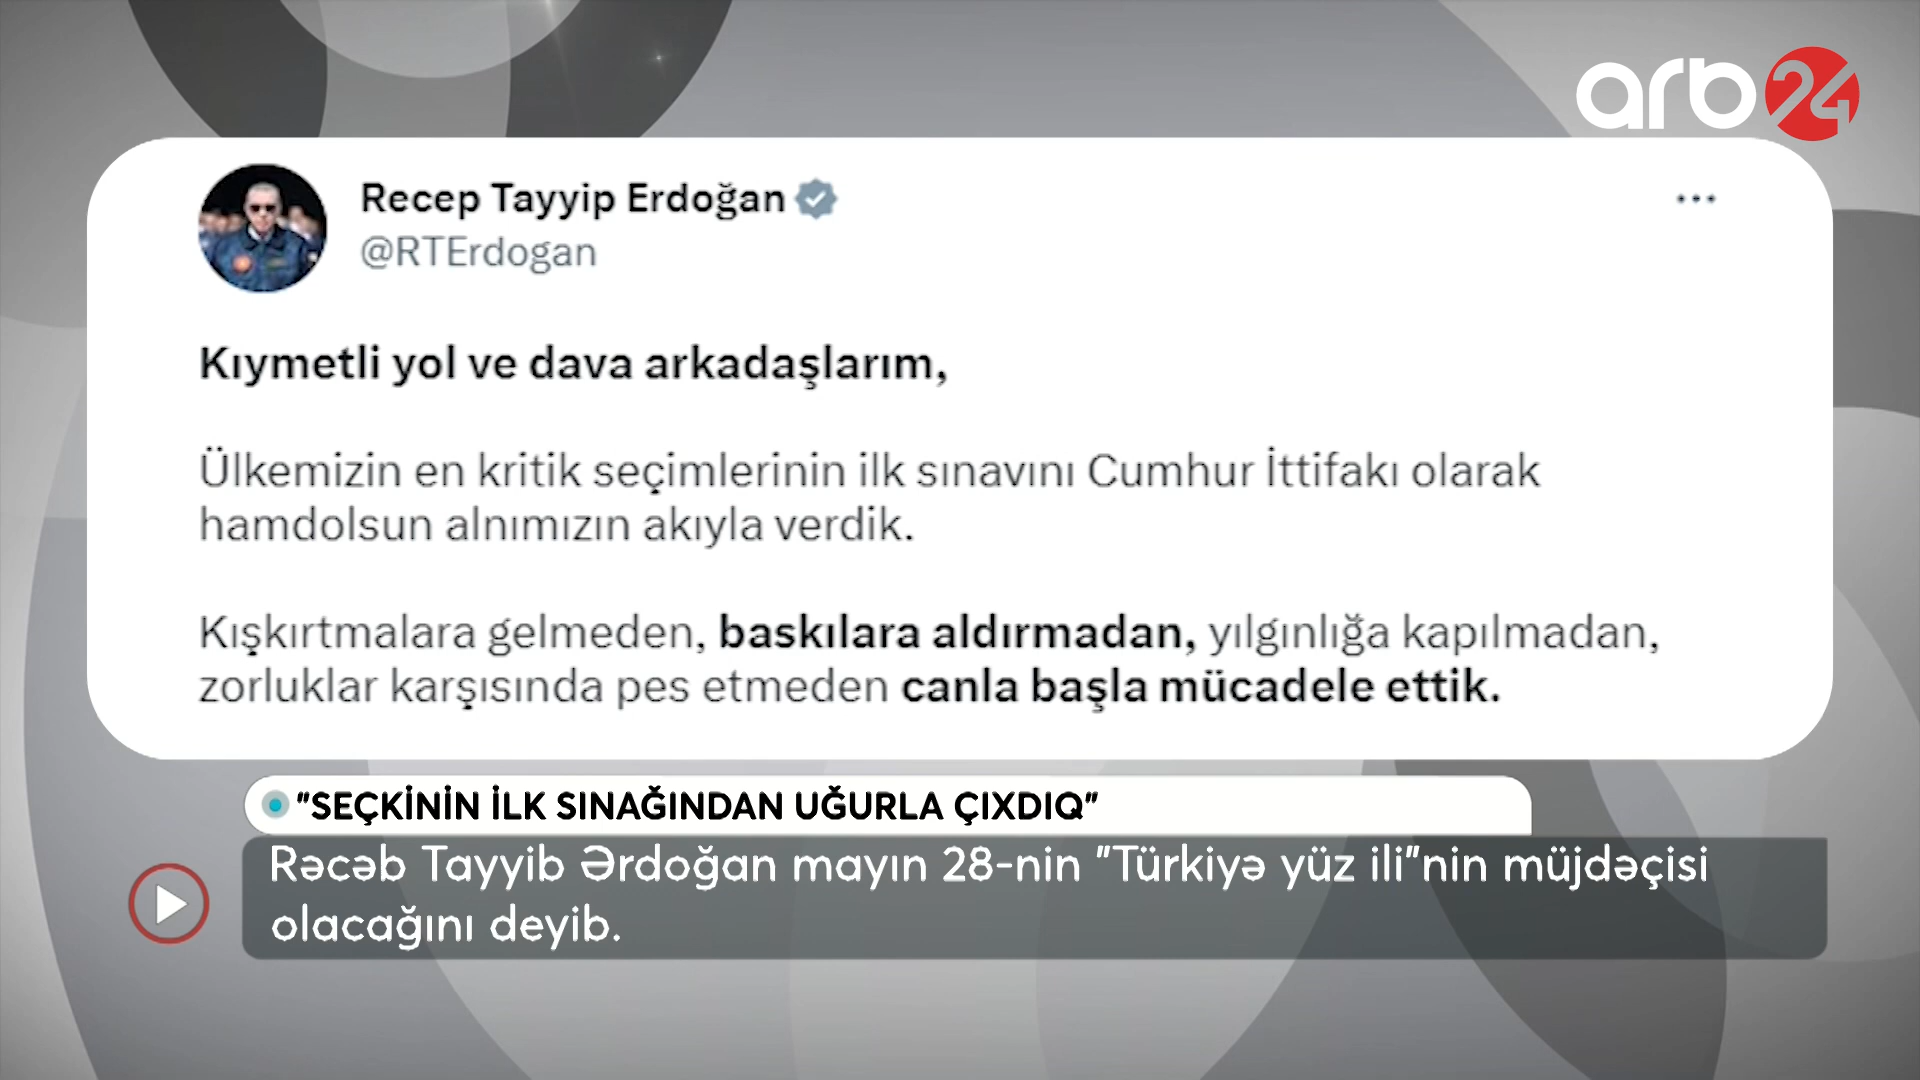 arb24
Recep Tayyip Erdoğan
@RTErdogan
Kıymetli yol ve dava arkadaşlarım,
Ülkemizin en kritik seçimlerinin ilk sınavını Cumhur İttifakı olarak
hamdolsun alnımızın akıyla verdik.
Kışkırtmalara gelmeden, baskılara aldırmadan, yılgınlığa kapılmadan,
zorluklar karşısında pes etmeden canla başla mücadele ettik.
"SEÇKİNİN İLK SINAĞINDAN UĞURLA ÇIXDIQ"
Rəcəb Tayyib Ərdoğan mayın 28-nin "Türkiyə yüz ili"nin müjdəçisi
olacağını deyib.